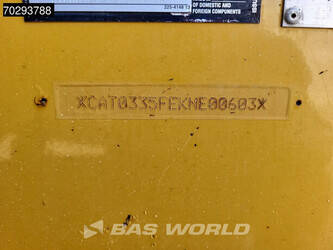 70293788
OF DOMESTIC AND
FOREIGN COMPONENTS
XCAT0335FEKNE00603X
BAS WORLD